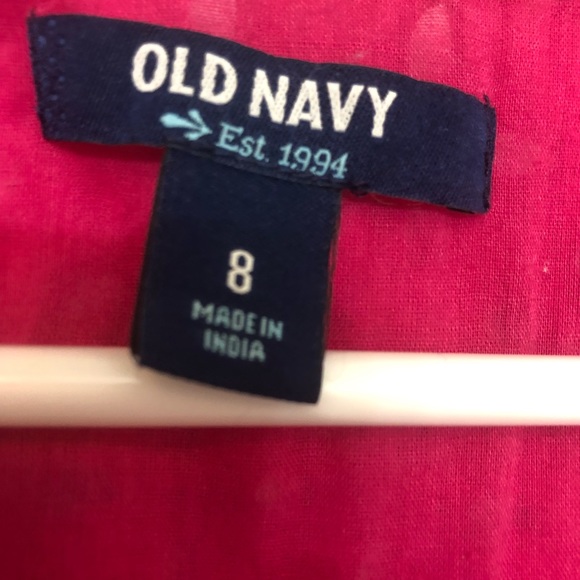 OLD NAVY
Est. 1994
8
MADE IN
INDIA